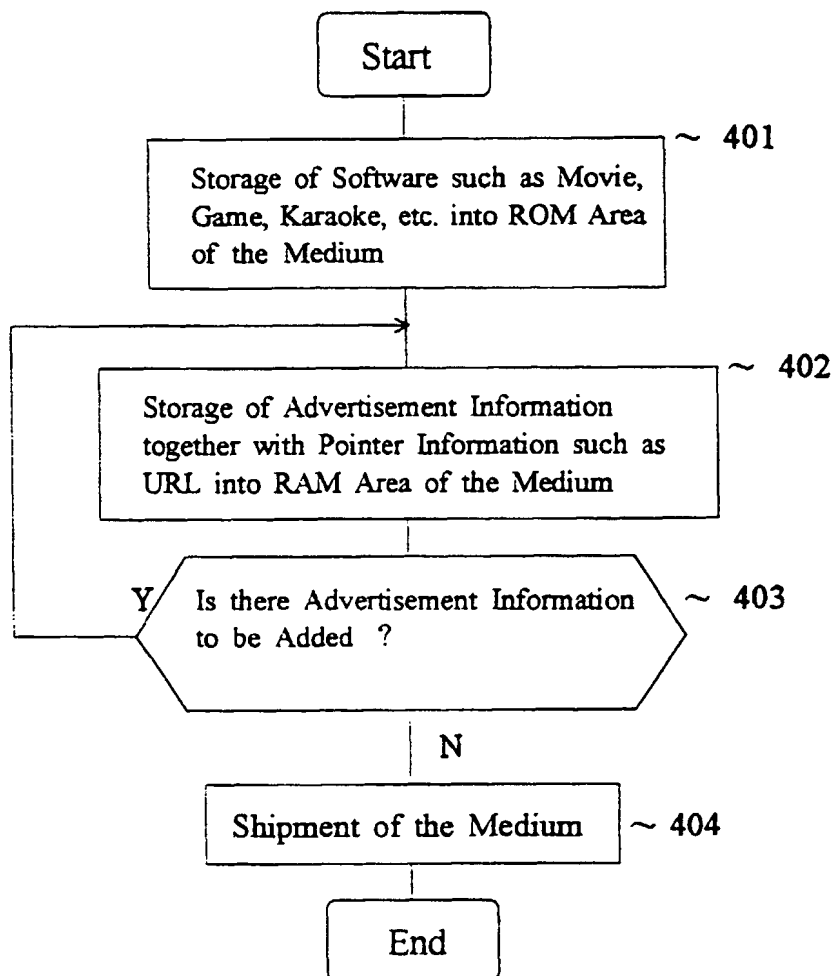 Start
~ 401
Storage of Software such as Movie,
Game, Karaoke, etc. into ROM Area
of the Medium
~ 402
Storage of Advertisement Information
together with Pointer Information such as
URL into RAM Area of the Medium
Y
Is there Advertisement Information
to be Added ?
~ 403
N
Shipment of the Medium
~ 404
End